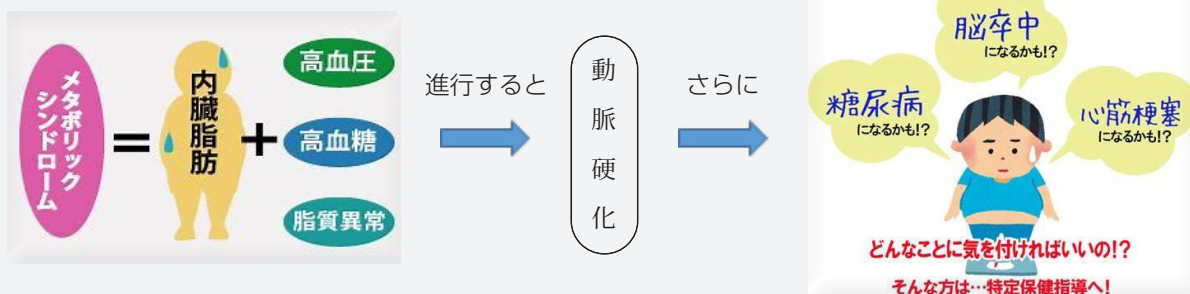 メタボリック
シンドローム
=
内臓脂肪
+
高血圧
高血糖
脂質異常
進行すると
動脈硬化
さらに
脳卒中
になるかも!?
糖尿病
になるかも!?
心筋梗塞
になるかも!?
どんなことに気を付ければいいの!?
そんな方は…特定保健指導へ!